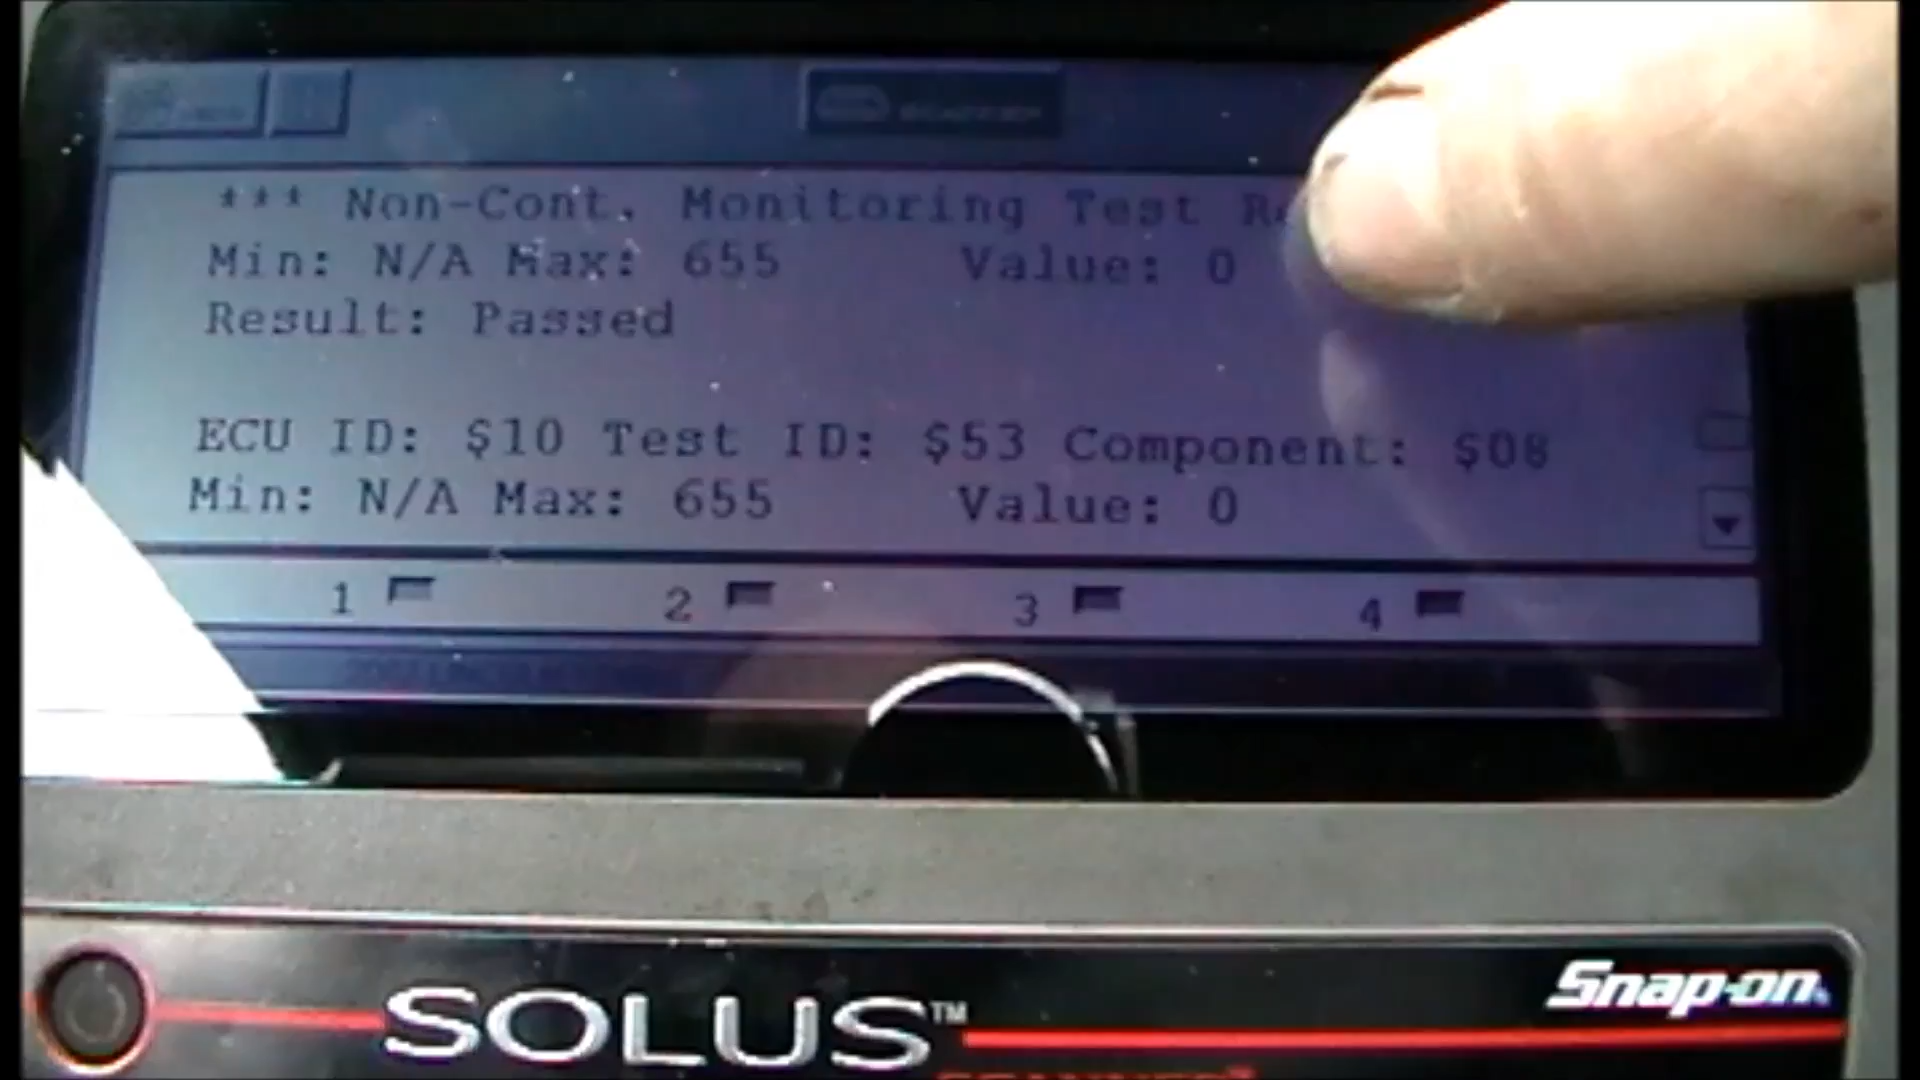 *** Non-Cont. Monitoring Test
Min: N/A Max: 655 Value: 0
Result: Passed
ECU ID: $10 Test ID: $53 Component: $08
Min: N/A Max: 655 Value: 0
1 2 3 4
Snap-on
SOLUS™